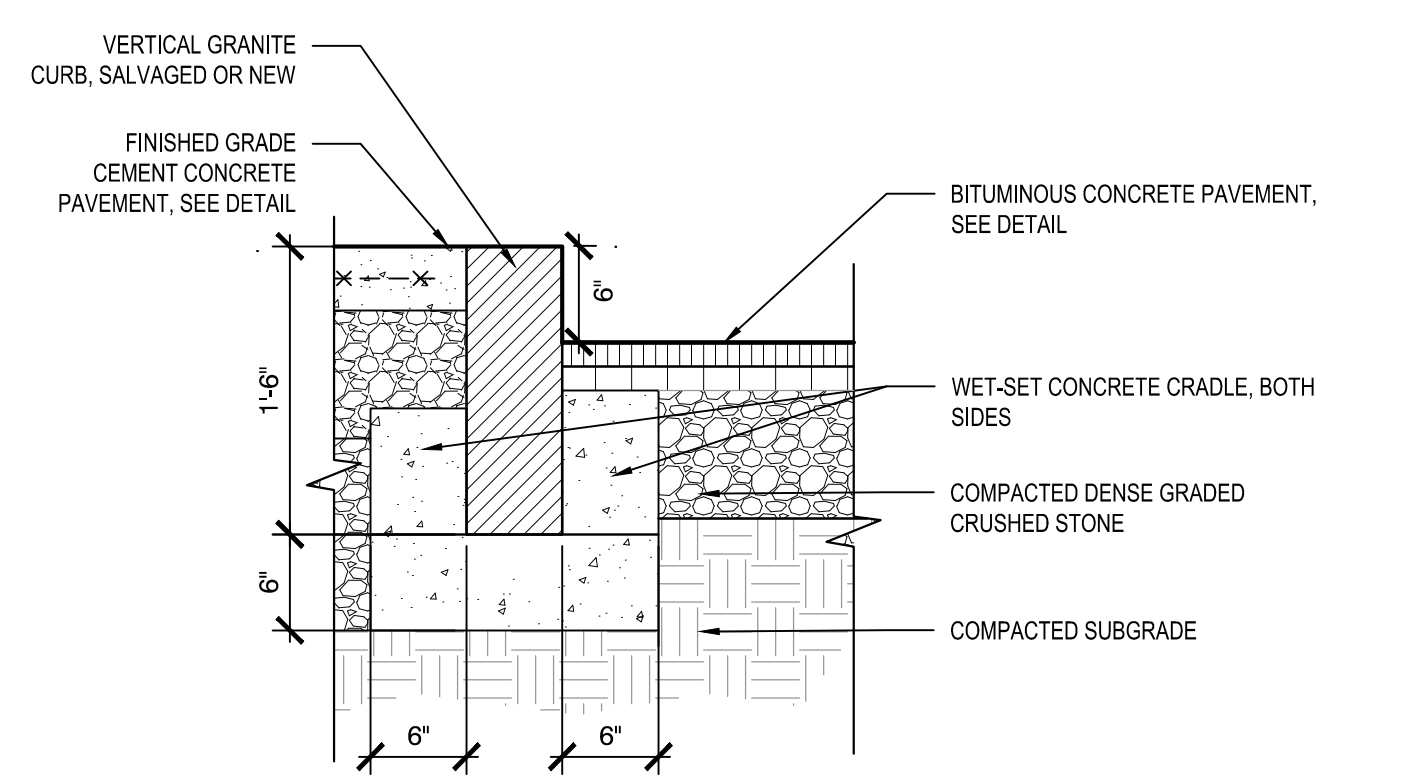 VERTICAL GRANITE
CURB, SALVAGED OR NEW
FINISHED GRADE
CEMENT CONCRETE
PAVEMENT, SEE DETAIL
BITUMINOUS CONCRETE PAVEMENT,
SEE DETAIL
6"
1'-6"
WET-SET CONCRETE CRADLE, BOTH
SIDES
COMPACTED DENSE GRADED
CRUSHED STONE
6"
COMPACTED SUBGRADE
6"
6"